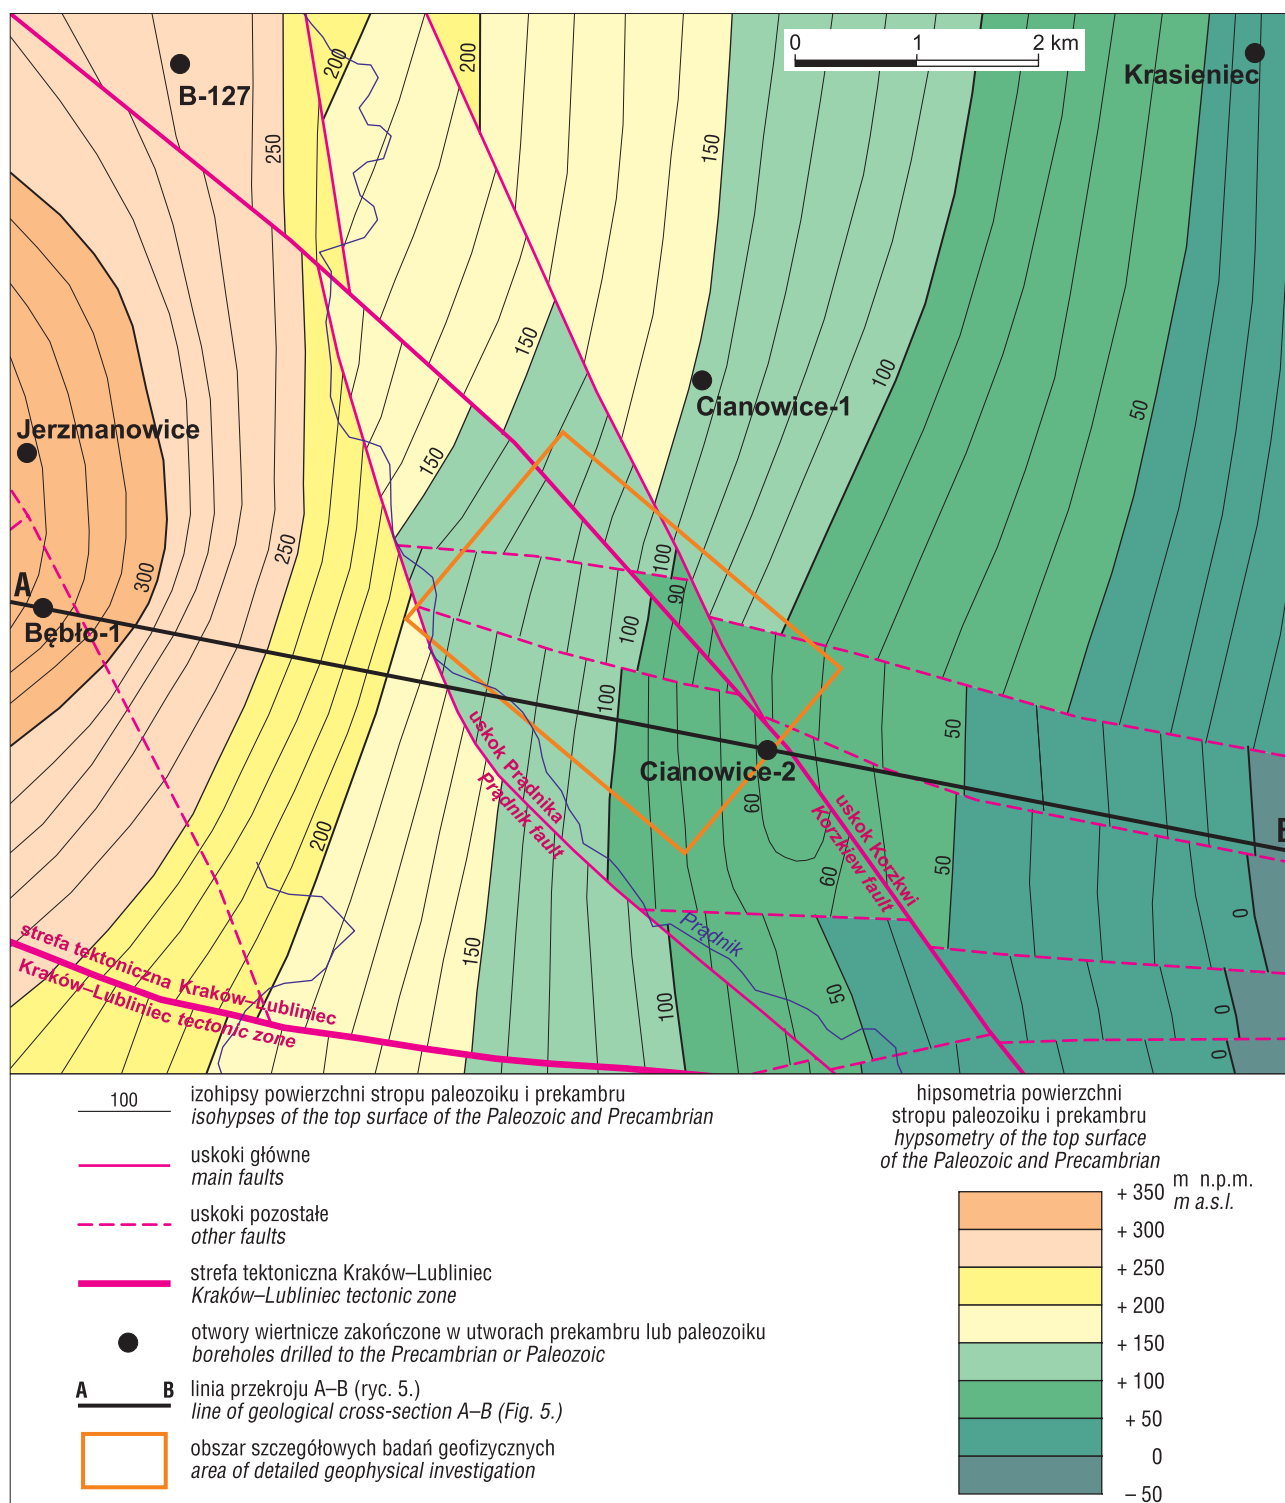 200
200
0 1 2 km
Krasieniec
B-127
250
150
150
100
Cianowice-1
50
Jerzmanowice
150
250
300
100
90
A
Bębło-1
100
100
50
uskok Prądnika
Prądnik fault
Cianowice-2
60
uskok Korzkwi
Korzkiew fault
B
200
60
50
0
Prądnik
strefa tektoniczna Kraków–Lubliniec
Kraków–Lubliniec tectonic zone
150
100
50
0
0
100
izohipsy powierzchni stropu paleozoiku i prekambru
isohypses of the top surface of the Paleozoic and Precambrian
uskoki główne
main faults
uskoki pozostałe
other faults
strefa tektoniczna Kraków–Lubliniec
Kraków–Lubliniec tectonic zone
otwory wiertnicze zakończone w utworach prekambru lub paleozoiku
boreholes drilled to the Precambrian or Paleozoic
A B
linia przekroju A–B (ryc. 5.)
line of geological cross-section A–B (Fig. 5.)
obszar szczegółowych badań geofizycznych
area of detailed geophysical investigation
hipsometria powierzchni
stropu paleozoiku i prekambru
hypsometry of the top surface
of the Paleozoic and Precambrian
m n.p.m.
m a.s.l.
+ 350
+ 300
+ 250
+ 200
+ 150
+ 100
+ 50
0
– 50